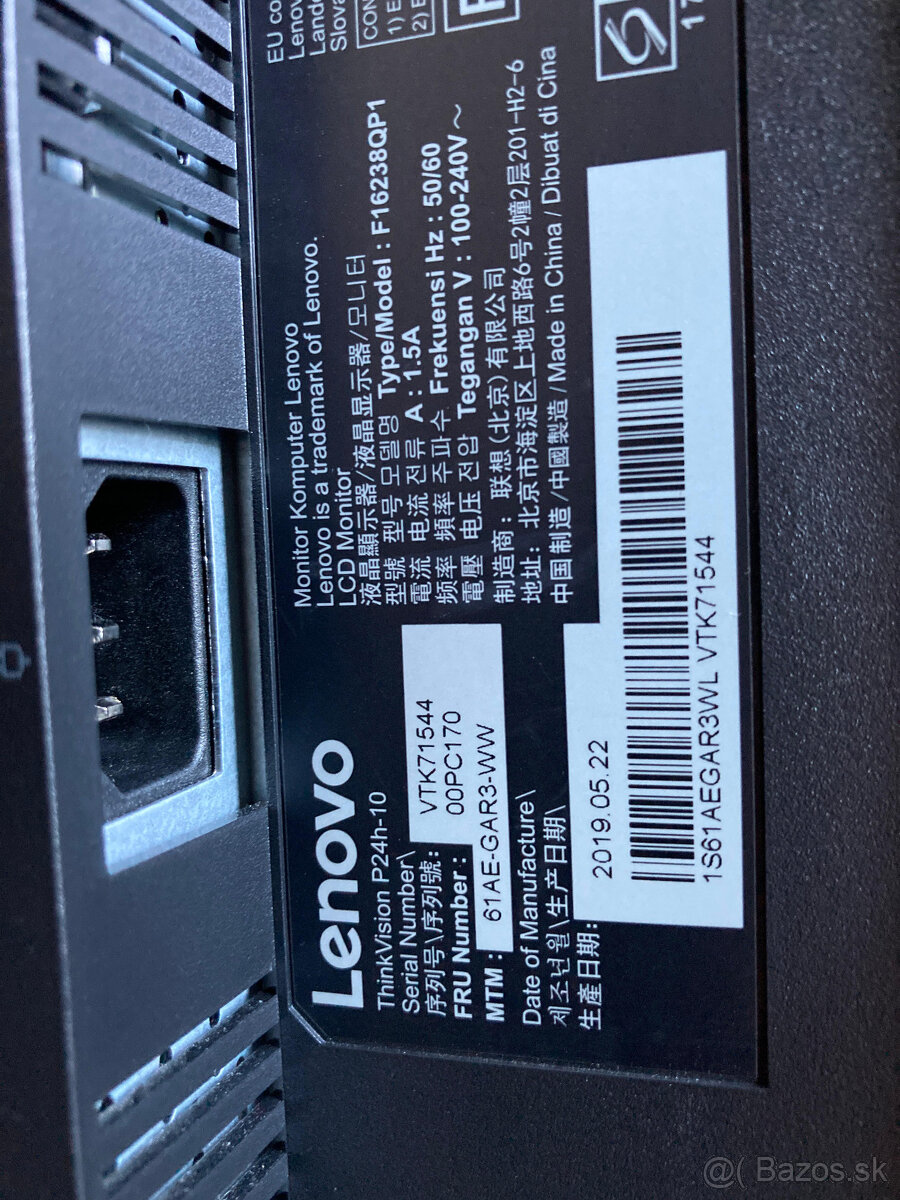 Lenovo
ThinkVision P24h-10
Serial Number\
序列号\序列號: VTK71544
FRU Number: 00PC170
MTM: 61AE-GAR3-WW
Date of Manufacture\
제조년월\生产日期\
生產日期: 2019.05.22
1S61AEGAR3WL VTK71544
Monitor Komputer Lenovo
Lenovo is a trademark of Lenovo.
LCD Monitor
液晶顯示器/液晶显示器/모니터
型號 型号 모델명 Type/Model : F16238QP1
電流 电流 전류 A : 1.5A
频率 頻率 주파수 Frekuensi Hz : 50/60
電壓 电压 전압 Tegangan V : 100-240V~
制造商: 联想(北京)有限公司
地址: 北京市海淀区上地西路6号2幢2层201-H2-6
中国制造/中國製造/Made in China / Dibuat di Cina
EU co
Lenov
Land
Slova
CON
1) E
2) E
17
@( Bazos.sk